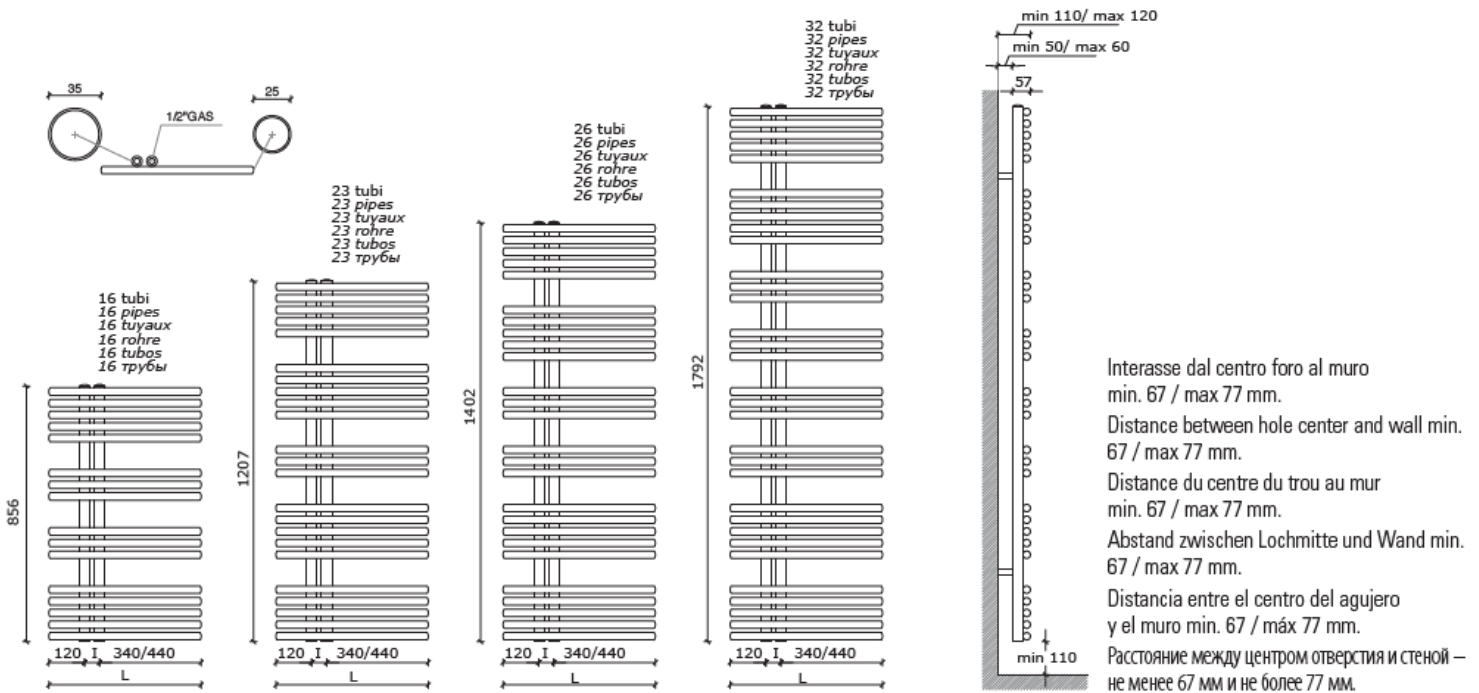 35
25
1/2"GAS
16 tubi
16 pipes
16 tuyaux
16 rohre
16 tubos
16 трубы
856
120 I 340/440
L
23 tubi
23 pipes
23 tuyaux
23 rohre
23 tubos
23 трубы
1207
120 I 340/440
L
26 tubi
26 pipes
26 tuyaux
26 rohre
26 tubos
26 трубы
1402
120 I 340/440
L
32 tubi
32 pipes
32 tuyaux
32 rohre
32 tubos
32 трубы
1792
120 I 340/440
L
min 110/ max 120
min 50/ max 60
57
min 110
Interasse dal centro foro al muro
min. 67 / max 77 mm.
Distance between hole center and wall min.
67 / max 77 mm.
Distance du centre du trou au mur
min. 67 / max 77 mm.
Abstand zwischen Lochmitte und Wand min.
67 / max 77 mm.
Distancia entre el centro del agujero
y el muro min. 67 / máx 77 mm.
Расстояние между центром отверстия и стеной –
не менее 67 мм и не более 77 мм.